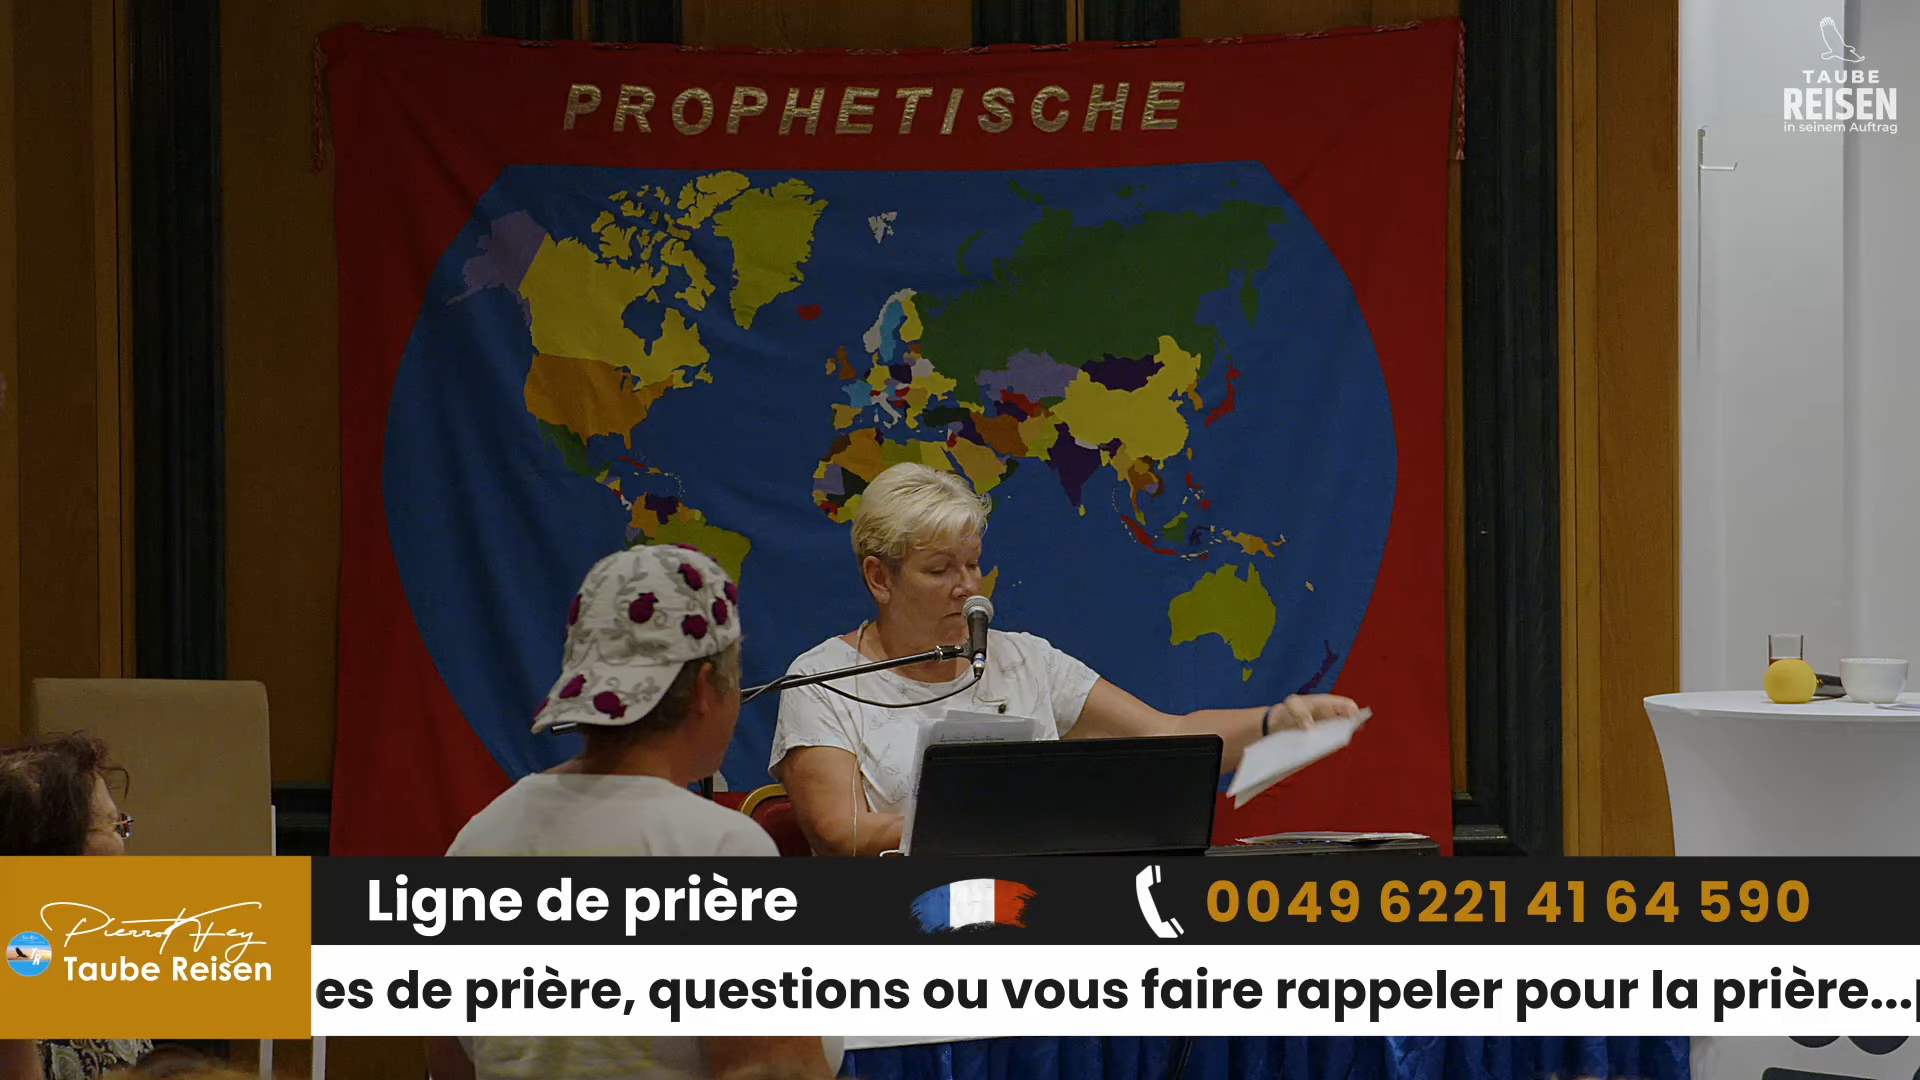 PROPHETISCHE
TAUBE
REISEN
in seinem Auftrag
Ligne de prière
0049 6221 41 64 590
Pierrot Fey
Taube Reisen
es de prière, questions ou vous faire rappeler pour la prière...